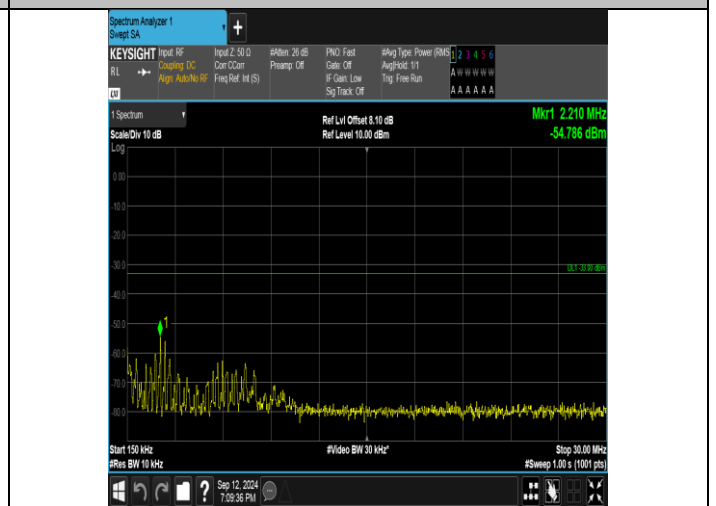 Spectrum Analyzer 1
Swept SA
+
KEYSIGHT Input: RF Input Z: 50 Ω #Atten: 26 dB PNO: Fast #Avg Type: Power (RMS 1 2 3 4 5 6
RL Coupling: DC Corr CCorr Preamp: Off Gate: Off Avg|Hold: 1/1 A W W W W W
Align: Auto/No RF Freq Ref: Int (S) IF Gain: Low Trig: Free Run
Sig Track: Off A A A A A A
LXI
1 Spectrum Ref Lvl Offset 8.10 dB Mkr1 2.210 MHz
Scale/Div 10 dB Ref Level 10.00 dBm -54.786 dBm
Log
0.00
-10.0
-20.0
-30.0
DL1 -33.00 dBm
-40.0
-50.0
1
-60.0
-70.0
-80.0
Start 150 kHz #Video BW 30 kHz* Stop 30.00 MHz
#Res BW 10 kHz #Sweep 1.00 s (1001 pts)
? Sep 12, 2024
7:09:36 PM